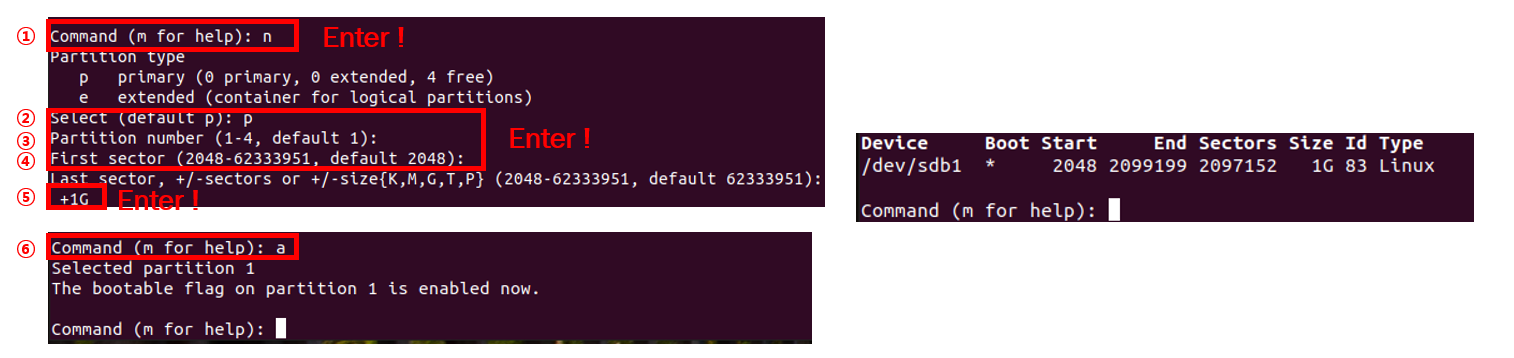 ① Command (m for help): n Enter !
Partition type
p primary (0 primary, 0 extended, 4 free)
e extended (container for logical partitions)
② Select (default p): p
③ Partition number (1-4, default 1): Enter !
④ First sector (2048-62333951, default 2048):
Last sector, +/-sectors or +/-size{K,M,G,T,P} (2048-62333951, default 62333951):
⑤ +1G Enter !
⑥ Command (m for help): a
Selected partition 1
The bootable flag on partition 1 is enabled now.
Command (m for help):
Device Boot Start End Sectors Size Id Type
/dev/sdb1 * 2048 2099199 2097152 1G 83 Linux
Command (m for help):